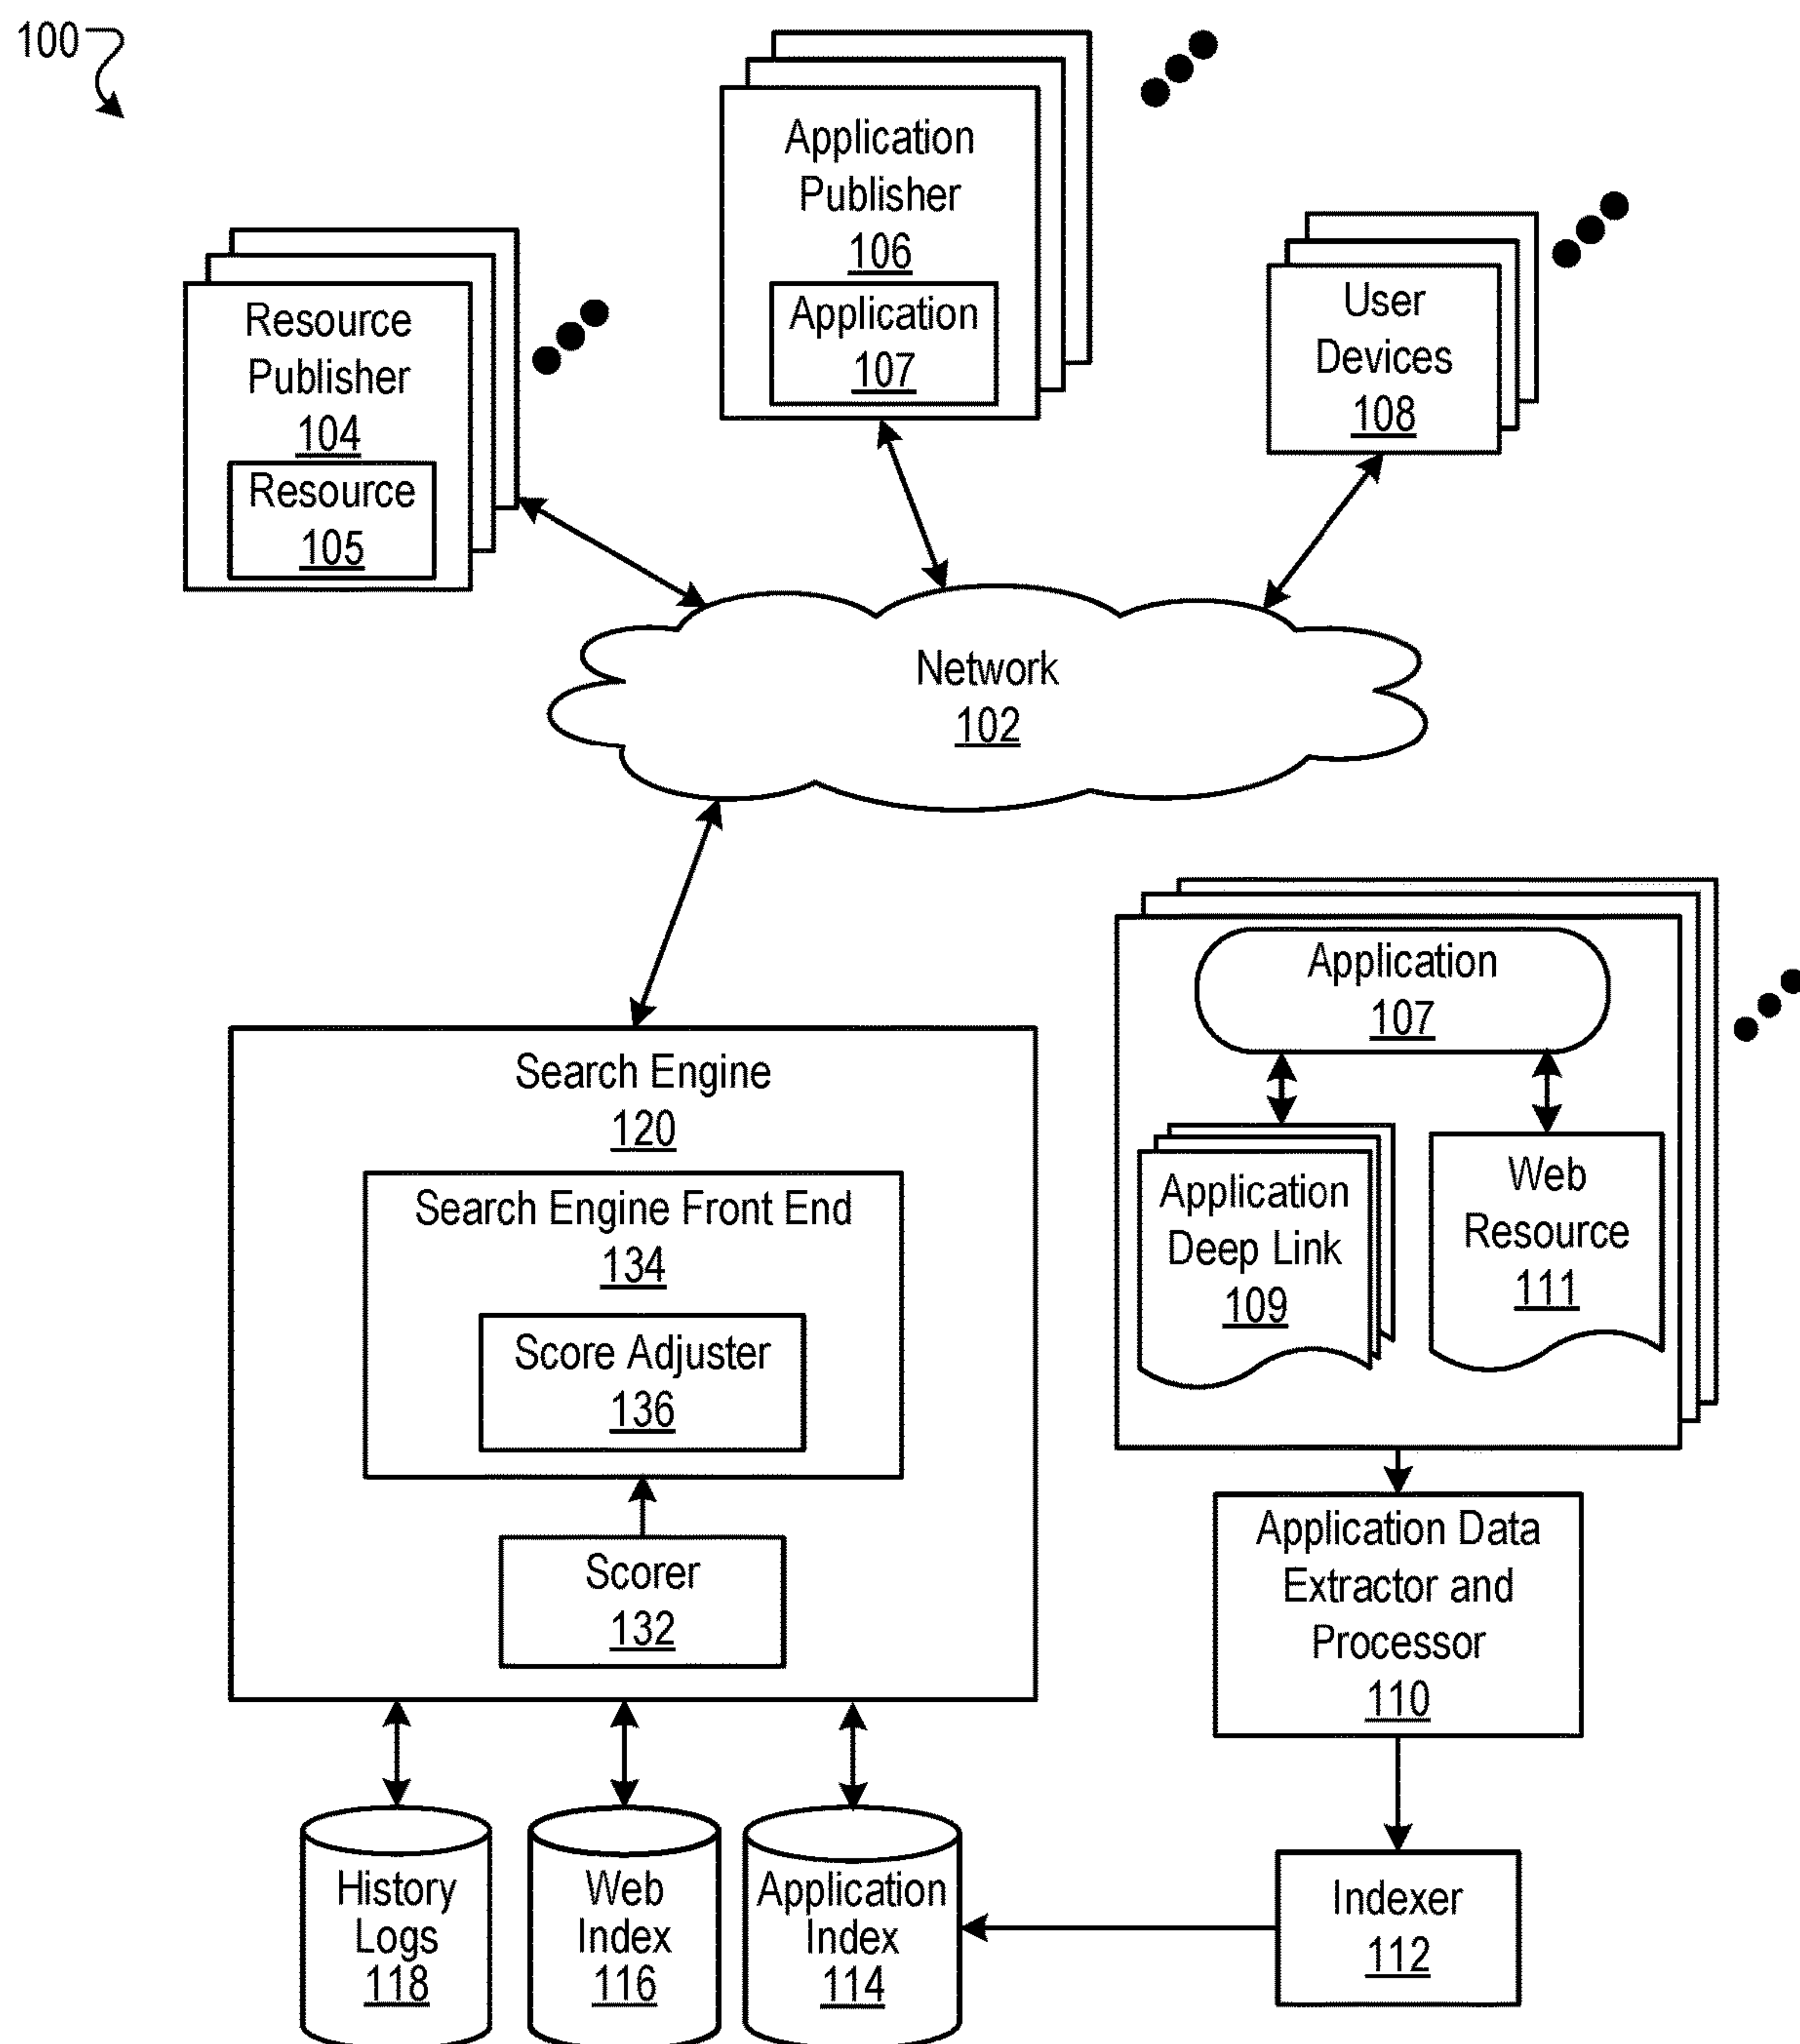 100
Application
Publisher
106
Application
107
User
Devices
108
Resource
Publisher
104
Resource
105
Network
102
Search Engine
120
Search Engine Front End
134
Score Adjuster
136
Scorer
132
Application
107
Application
Deep Link
109
Web
Resource
111
Application Data
Extractor and
Processor
110
History
Logs
118
Web
Index
116
Application
Index
114
Indexer
112